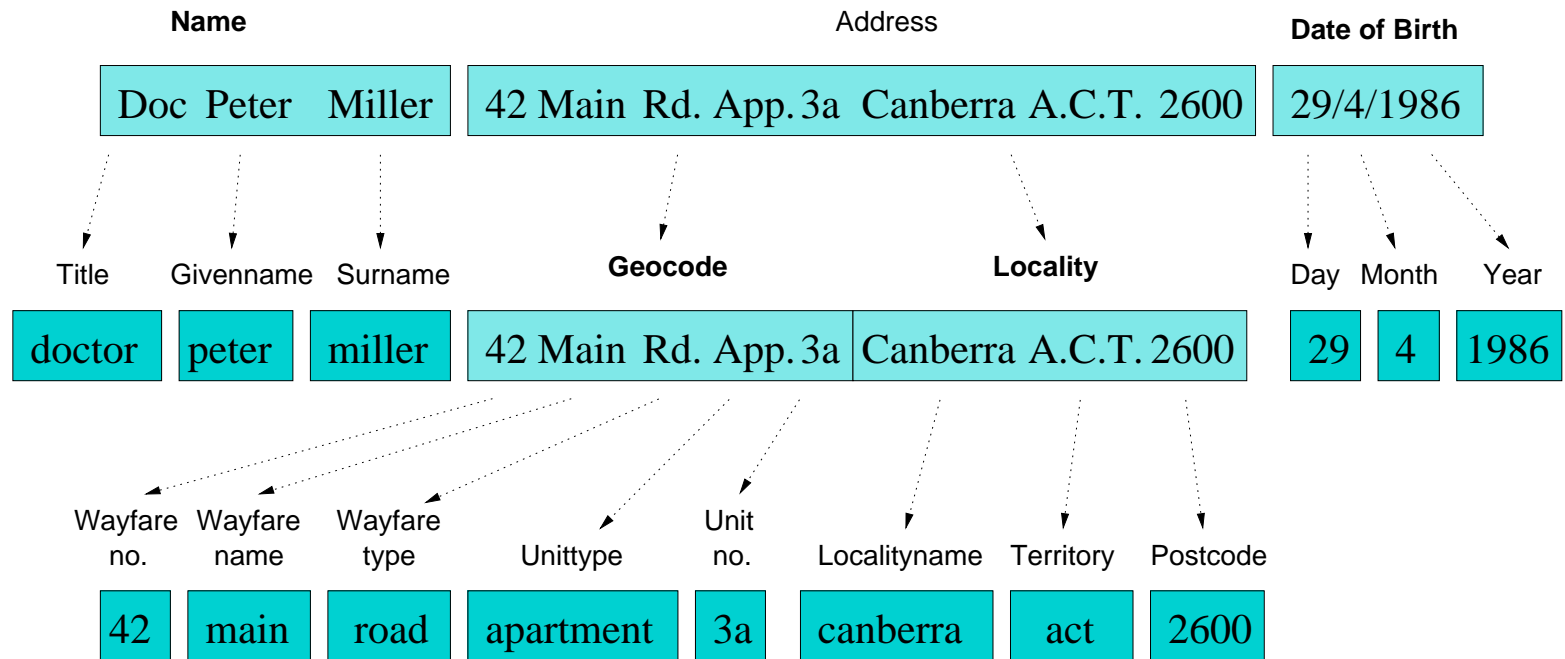 Name Address Date of Birth
Doc Peter Miller 42 Main Rd. App. 3a Canberra A.C.T. 2600 29/4/1986
Title Givenname Surname Geocode Locality Day Month Year
doctor peter miller 42 Main Rd. App. 3a Canberra A.C.T. 2600 29 4 1986
Wayfare Wayfare Wayfare Unit
no. name type Unittype no. Localityname Territory Postcode
42 main road apartment 3a canberra act 2600